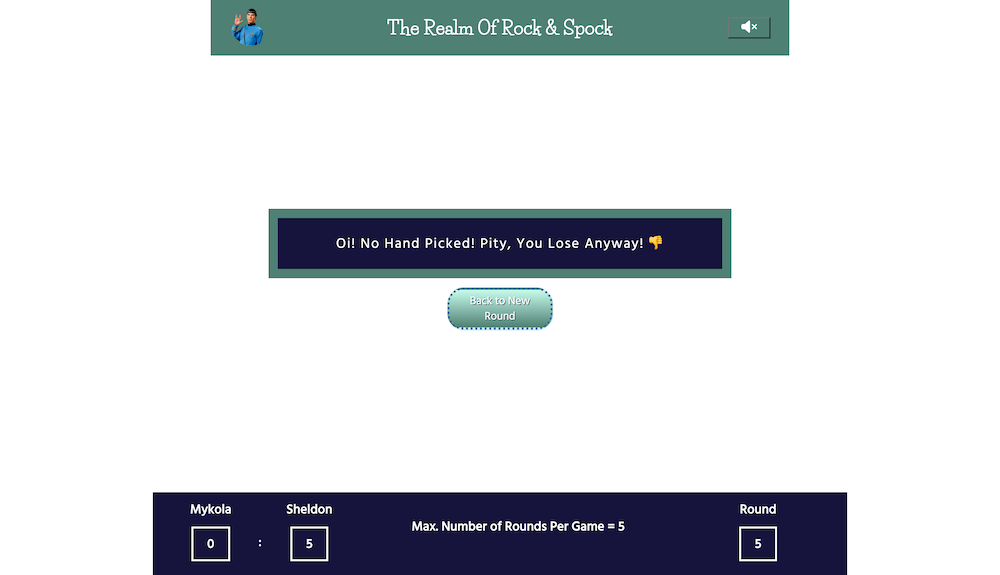 The Realm Of Rock & Spock
Oi! No Hand Picked! Pity, You Lose Anyway! 👎
Back to New
Round
Mykola
Sheldon
Max. Number of Rounds Per Game = 5
Round
0
:
5
5